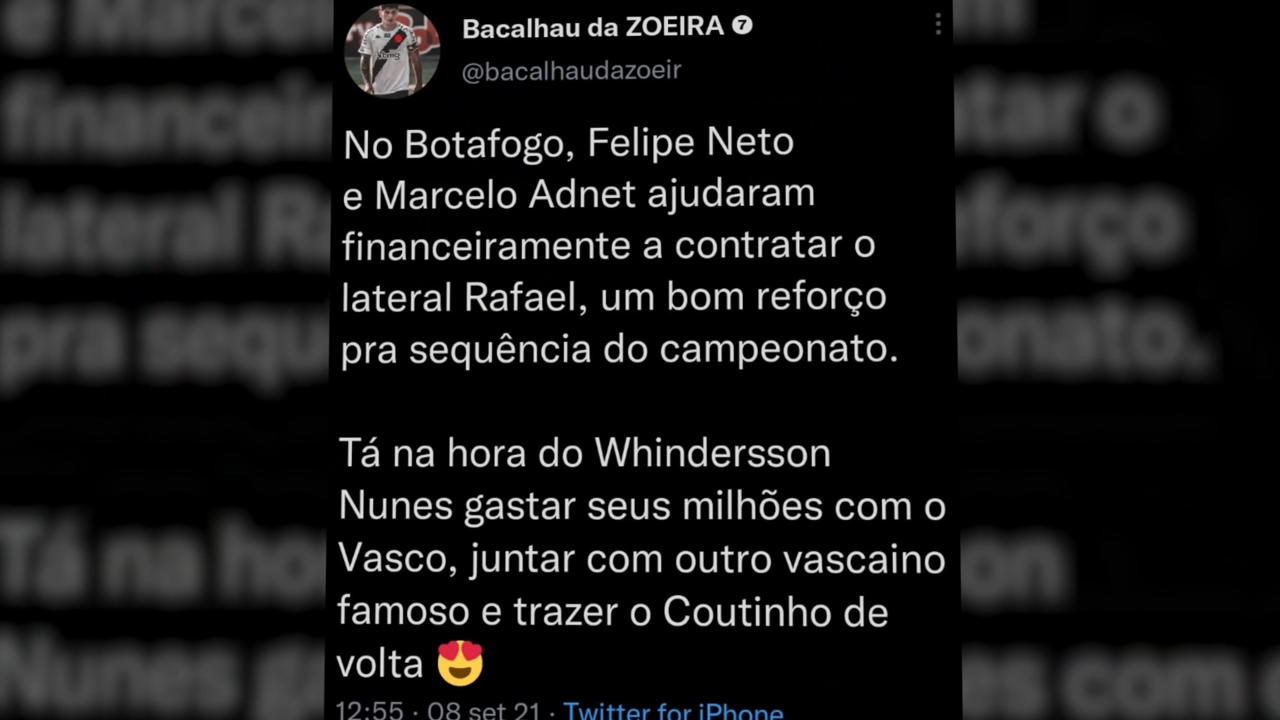 Bacalhau da ZOEIRA 7
@bacalhaudazoeir
No Botafogo, Felipe Neto
e Marcelo Adnet ajudaram
financeiramente a contratar o
lateral Rafael, um bom reforço
pra sequência do campeonato.
Tá na hora do Whindersson
Nunes gastar seus milhões com o
Vasco, juntar com outro vascaino
famoso e trazer o Coutinho de
volta 😍
12:55 · 08 set 21 · Twitter for iPhone